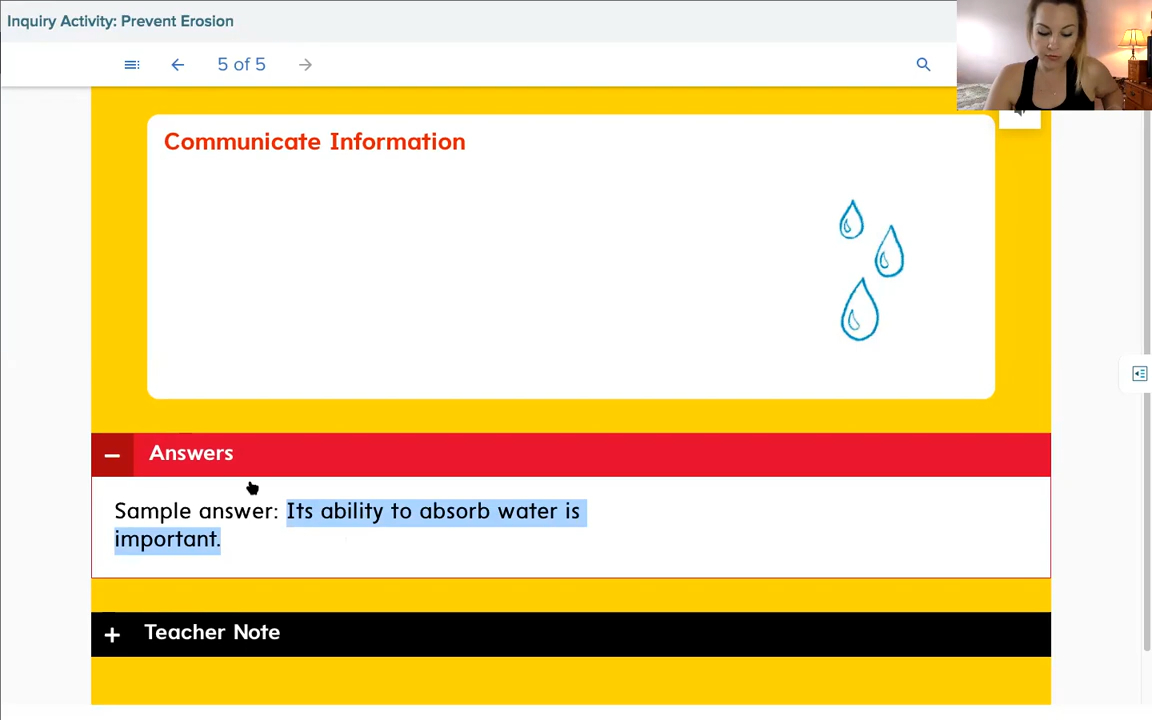 Inquiry Activity: Prevent Erosion
5 of 5
Communicate Information
Answers
Sample answer: Its ability to absorb water is
important.
Teacher Note